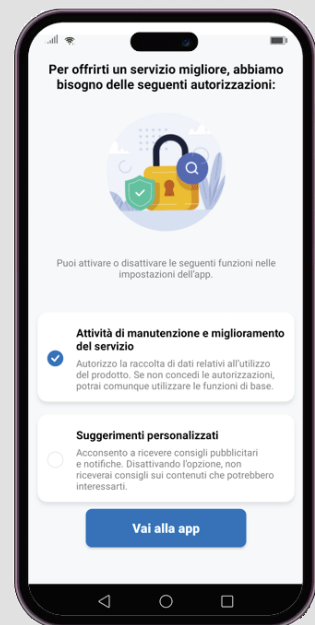 Per offrirti un servizio migliore, abbiamo
bisogno delle seguenti autorizzazioni:
Puoi attivare o disattivare le seguenti funzioni nelle
impostazioni dell'app.
Attività di manutenzione e miglioramento
del servizio
Autorizzo la raccolta di dati relativi all'utilizzo
del prodotto. Se non concedi le autorizzazioni,
potrai comunque utilizzare le funzioni di base.
Suggerimenti personalizzati
Acconsento a ricevere consigli pubblicitari
e notifiche. Disattivando l'opzione, non
riceverai consigli sui contenuti che potrebbero
interessarti.
Vai alla app